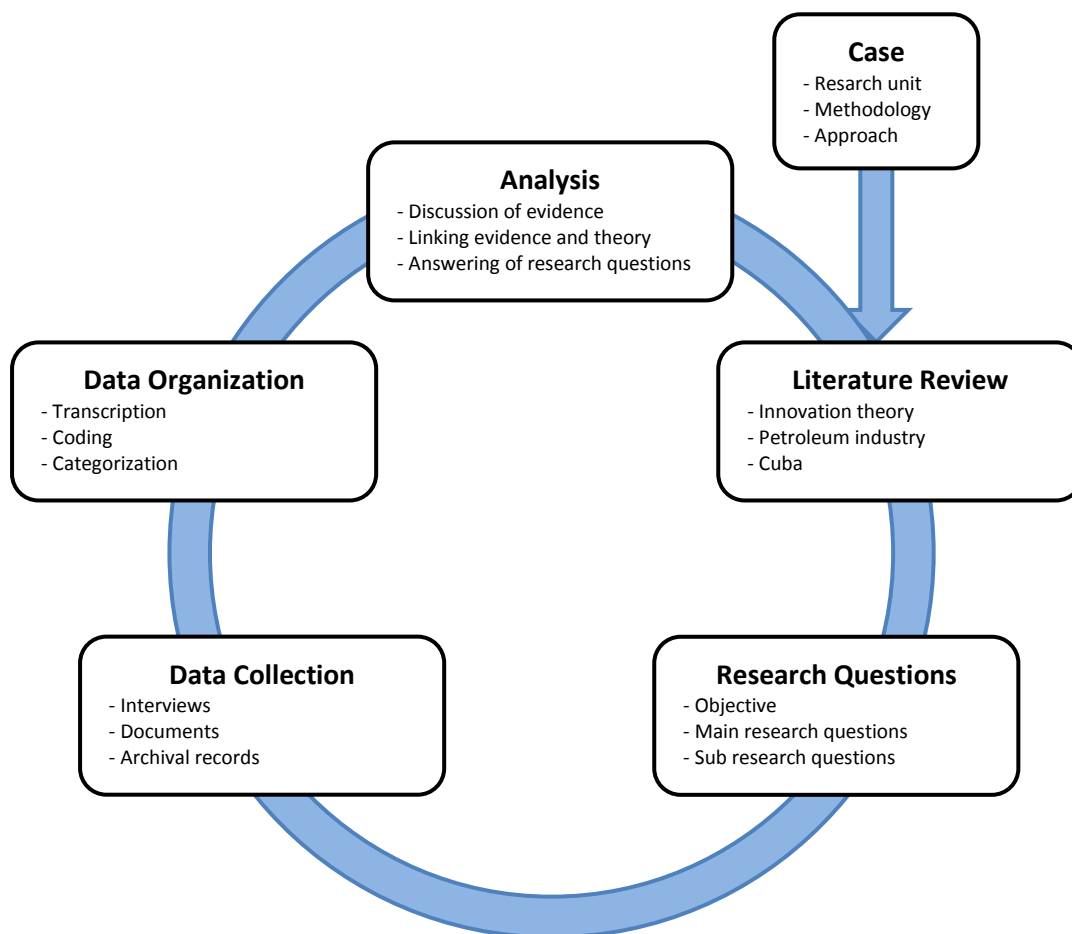 Case
- Resarch unit
- Methodology
- Approach
Analysis
- Discussion of evidence
- Linking evidence and theory
- Answering of research questions
Data Organization
- Transcription
- Coding
- Categorization
Literature Review
- Innovation theory
- Petroleum industry
- Cuba
Data Collection
- Interviews
- Documents
- Archival records
Research Questions
- Objective
- Main research questions
- Sub research questions